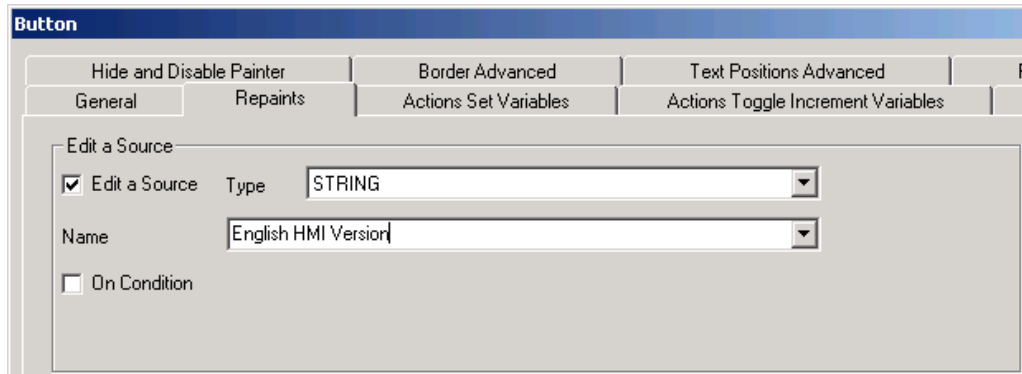 Button
Hide and Disable Painter Border Advanced Text Positions Advanced
General Repaints Actions Set Variables Actions Toggle Increment Variables
Edit a Source
Edit a Source Type STRING
Name English HMI Version
On Condition